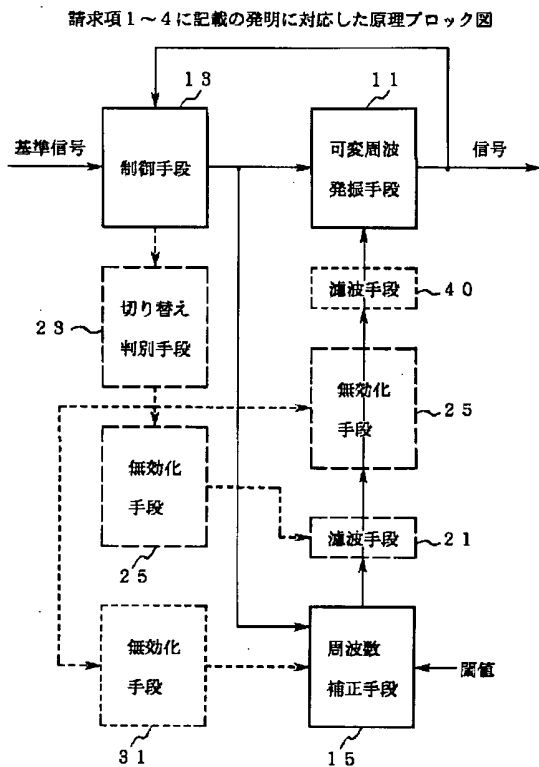 請求項1~4に記載の発明に対応した原理ブロック図
13
11
基準信号
制御手段
可変周波
発振手段
信号
濾波手段
40
切り替え
判別手段
23
無効化
手段
25
無効化
手段
25
濾波手段
21
無効化
手段
31
周波数
補正手段
閾値
15